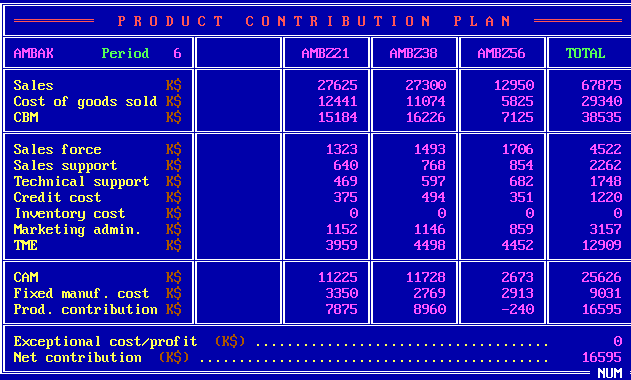 PRODUCT CONTRIBUTION PLAN
AMBAK Period 6 AMBZ21 AMBZ38 AMBZ56 TOTAL
Sales K$ 27625 27300 12950 67875
Cost of goods sold K$ 12441 11074 5825 29340
CBM K$ 15184 16226 7125 38535
Sales force K$ 1323 1493 1706 4522
Sales support K$ 640 768 854 2262
Technical support K$ 469 597 682 1748
Credit cost K$ 375 494 351 1220
Inventory cost K$ 0 0 0 0
Marketing admin. K$ 1152 1146 859 3157
TME K$ 3959 4498 4452 12909
CAM K$ 11225 11728 2673 25626
Fixed manuf. cost K$ 3350 2769 2913 9031
Prod. contribution K$ 7875 8960 -240 16595
Exceptional cost/profit (K$) ..................................... 0
Net contribution (K$) ............................................ 16595
NUM